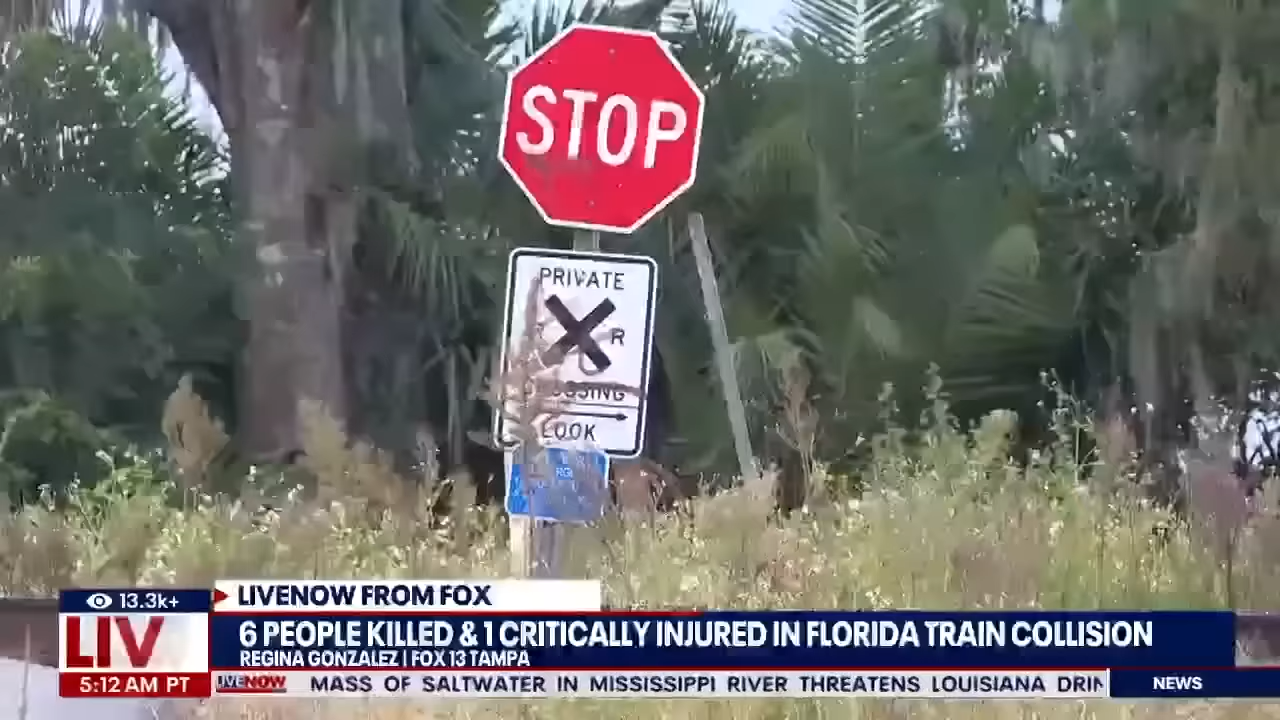 STOP
PRIVATE
R
LOOK
13.3k+
LIVENOW FROM FOX
LIV
6 PEOPLE KILLED & 1 CRITICALLY INJURED IN FLORIDA TRAIN COLLISION
REGINA GONZALEZ | FOX 13 TAMPA
5:12 AM PT
LIVENOW
MASS OF SALTWATER IN MISSISSIPPI RIVER THREATENS LOUISIANA DRIN
NEWS